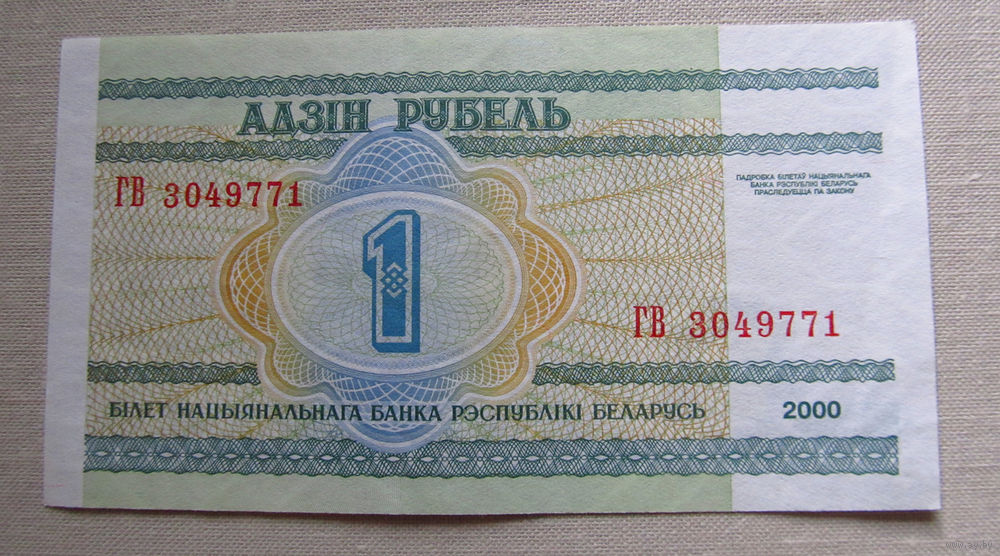 АДЗІН РУБЕЛЬ
ГВ 3049771
ПАДРОБКА БІЛЕТАЎ НАЦЫЯНАЛЬНАГА
БАНКА РЭСПУБЛІКІ БЕЛАРУСЬ
ПРАСЛЕДУЕЦЦА ПА ЗАКОНУ
1
ГВ 3049771
БІЛЕТ НАЦЫЯНАЛЬНАГА БАНКА РЭСПУБЛІКІ БЕЛАРУСЬ
2000